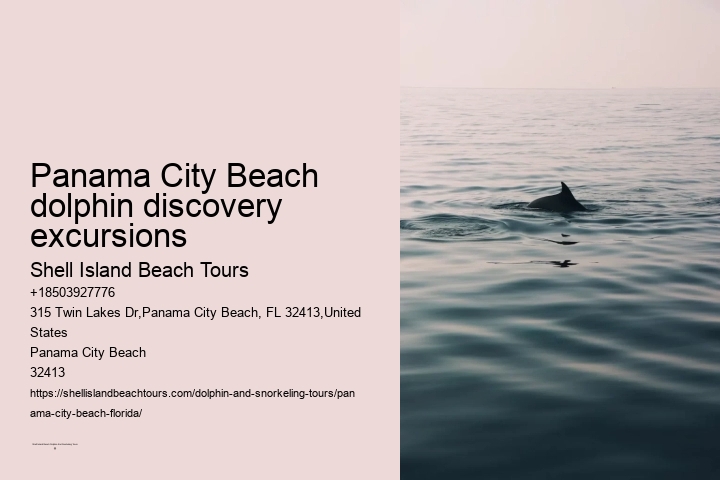 Panama City Beach
dolphin discovery
excursions
Shell Island Beach Tours
+18503927776
315 Twin Lakes Dr,Panama City Beach, FL 32413,United
States
Panama City Beach
32413
https://shellislandbeachtours.com/dolphin-and-snorkeling-tours/pan
ama-city-beach-florida/